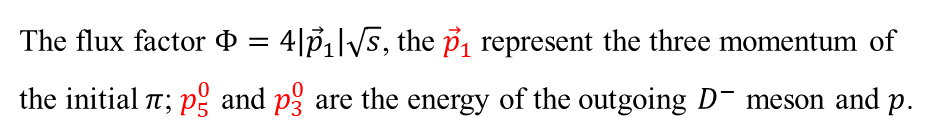 The flux factor Φ = 4|p⃗₁|√s, the p⃗₁ represent the three momentum of
the initial π; p₅⁰ and p₃⁰ are the energy of the outgoing D⁻ meson and p.